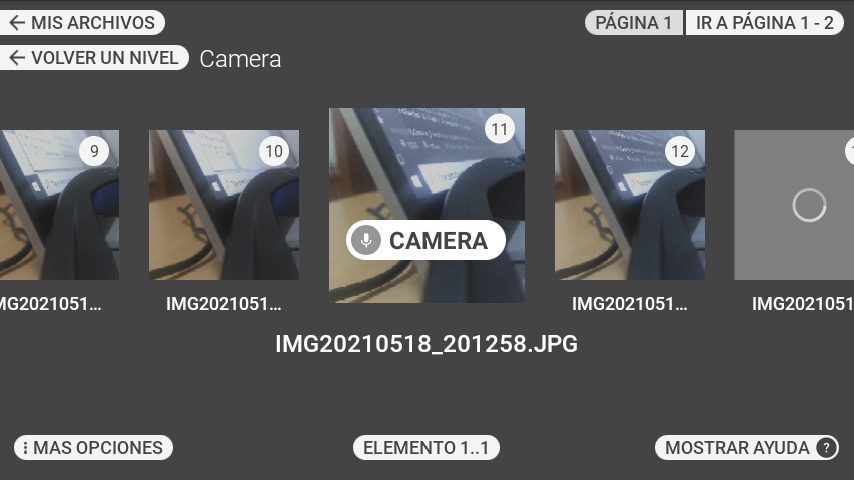 MIS ARCHIVOS
PÁGINA 1
IR A PÁGINA 1 - 2
VOLVER UN NIVEL
Camera
9
10
11
12
CAMERA
MG2021051...
IMG2021051...
IMG2021051...
IMG2021051
IMG20210518_201258.JPG
MAS OPCIONES
ELEMENTO 1..1
MOSTRAR AYUDA ?